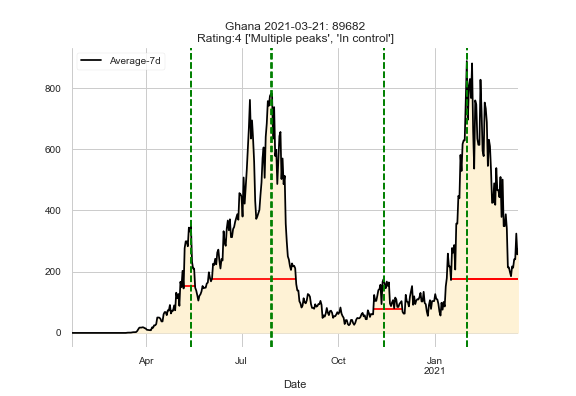 Ghana 2021-03-21: 89682
Rating:4 ['Multiple peaks', 'In control']
Average-7d
800
600
400
200
0
Apr
Jul
Oct
Jan
2021
Date